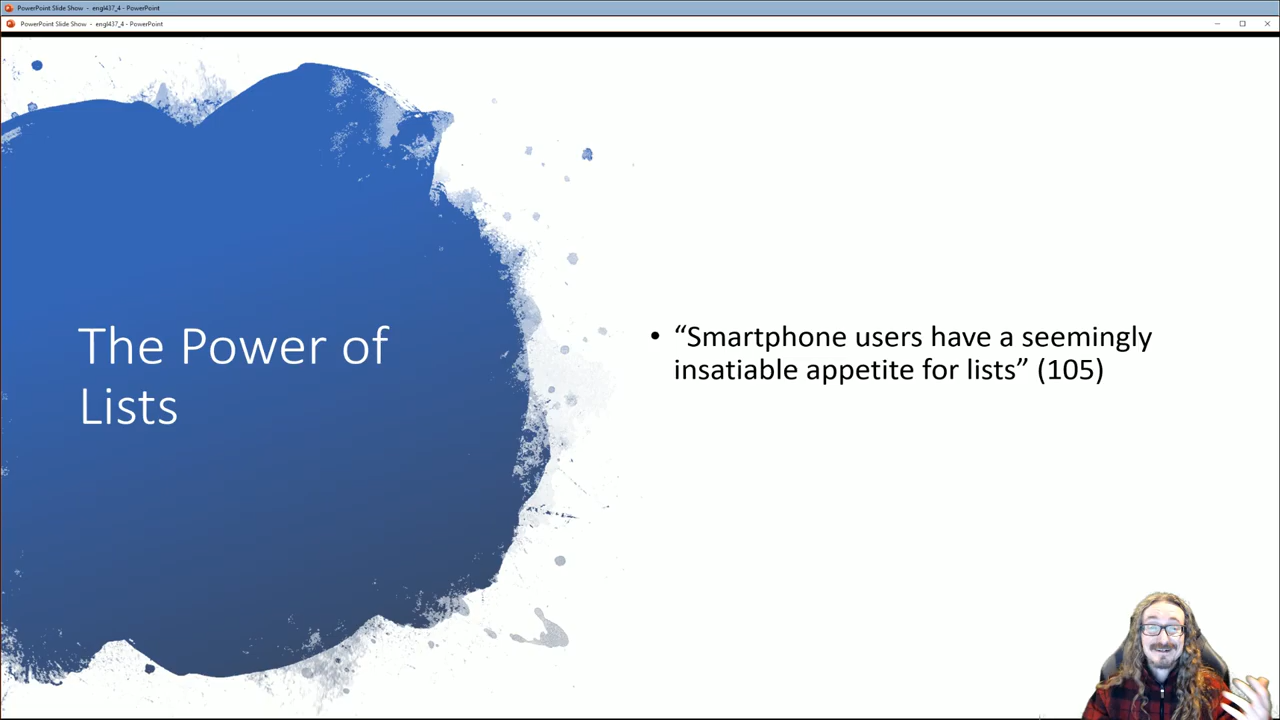 PowerPoint Slide Show - engl437_4 - PowerPoint
PowerPoint Slide Show - engl437_4 - PowerPoint
The Power of
Lists
• “Smartphone users have a seemingly
insatiable appetite for lists” (105)